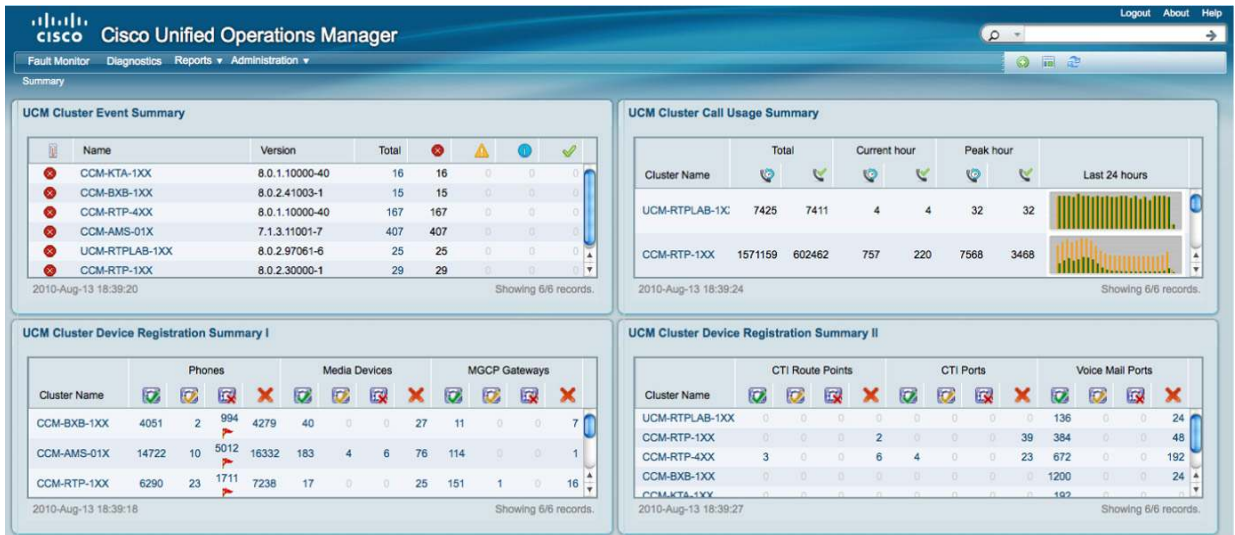 Logout About Help
CISCO Cisco Unified Operations Manager
Fault Monitor Diagnostics Reports Administration
Summary
UCM Cluster Event Summary
Name Version Total
CCM-KTA-1XX 8.0.1.10000-40 16 16 0 0 0
CCM-BXB-1XX 8.0.2.41003-1 15 15 0 0 0
CCM-RTP-4XX 8.0.1.10000-40 167 167 0 0 0
CCM-AMS-01X 7.1.3.11001-7 407 407 0 0 0
UCM-RTPLAB-1XX 8.0.2.97061-6 25 25 0 0 0
CCM-RTP-1XX 8.0.2.30000-1 29 29 0 0 0
2010-Aug-13 18:39:20 Showing 6/6 records.
UCM Cluster Call Usage Summary
Total Current hour Peak hour
Cluster Name Last 24 hours
UCM-RTPLAB-1X 7425 7411 4 4 32 32
CCM-RTP-1XX 1571159 602462 757 220 7568 3468
2010-Aug-13 18:39:24 Showing 6/6 records.
UCM Cluster Device Registration Summary I
Phones Media Devices MGCP Gateways
Cluster Name
CCM-BXB-1XX 4051 2 994 4279 40 0 0 27 11 0 0 7
CCM-AMS-01X 14722 10 5012 16332 183 4 6 76 114 0 0 1
CCM-RTP-1XX 6290 23 1711 7238 17 0 0 25 151 1 0 16
2010-Aug-13 18:39:18 Showing 6/6 records.
UCM Cluster Device Registration Summary II
CTI Route Points CTI Ports Voice Mail Ports
Cluster Name
UCM-RTPLAB-1XX 0 0 0 0 0 0 0 0 136 0 0 24
CCM-RTP-1XX 0 0 0 2 0 0 0 39 384 0 0 48
CCM-RTP-4XX 3 0 0 6 4 0 0 23 672 0 0 192
CCM-BXB-1XX 0 0 0 0 0 0 0 0 1200 0 0 24
CCM-KTA-1XX 0 0 0 0 0 0 0 0 192 0 0 0
2010-Aug-13 18:39:27 Showing 6/6 records.